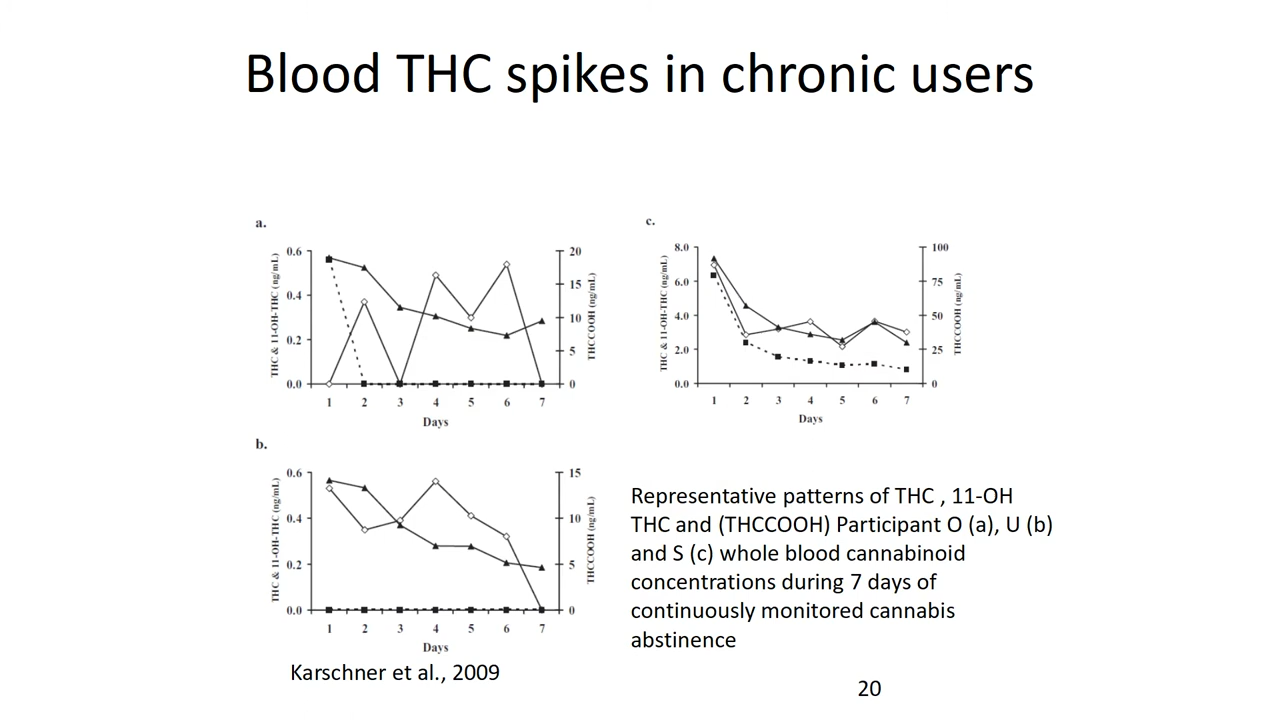 Blood THC spikes in chronic users
a.
0.6
0.4
0.2
0.0
THC & 11-OH-THC (ng/mL)
20
15
10
5
0
THCCOOH (ng/mL)
1 2 3 4 5 6 7
Days
b.
0.6
0.4
0.2
0.0
THC & 11-OH-THC (ng/mL)
15
10
5
0
THCCOOH (ng/mL)
1 2 3 4 5 6 7
Days
c.
8.0
6.0
4.0
2.0
0.0
THC & 11-OH-THC (ng/mL)
100
75
50
25
0
THCCOOH (ng/mL)
1 2 3 4 5 6 7
Days
Representative patterns of THC , 11-OH
THC and (THCCOOH) Participant O (a), U (b)
and S (c) whole blood cannabinoid
concentrations during 7 days of
continuously monitored cannabis
abstinence
Karschner et al., 2009
20